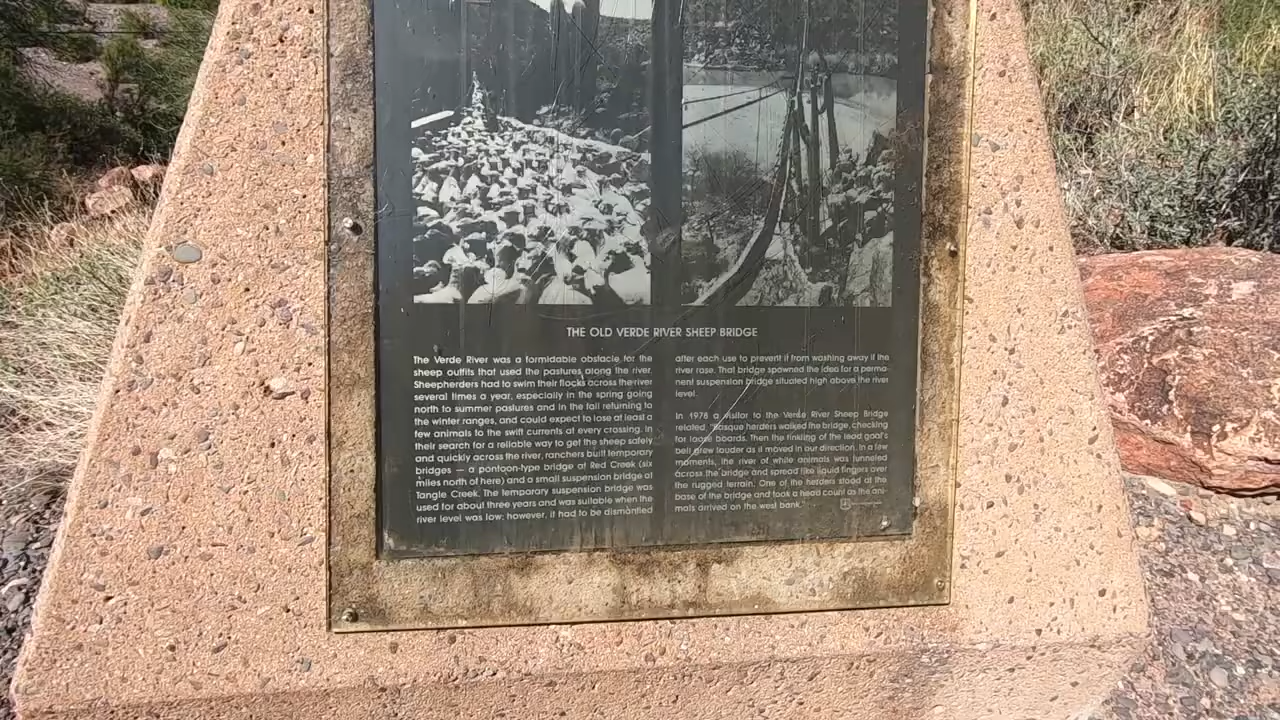 THE OLD VERDE RIVER SHEEP BRIDGE
The Verde River was a formidable obstacle for the
sheep outfits that used the pastures along the river.
Sheepherders had to swim their flocks across the river
several times a year, especially in the spring going
north to summer pastures and in the fall returning to
the winter ranges, and could expect to lose at least a
few animals to the swift currents at every crossing. In
their search for a reliable way to get the sheep safely
and quickly across the river, ranchers built temporary
bridges — a pontoon-type bridge at Red Creek (six
miles north of here) and a small suspension bridge at
Tangle Creek. The temporary suspension bridge was
used for about three years and was suitable when the
river level was low; however, it had to be dismantled
after each use to prevent it from washing away if the
river rose. That bridge spawned the idea for a perma-
nent suspension bridge situated high above the river
level.
In 1978 a visitor to the Verde River Sheep Bridge
related, "Basque herders walked the bridge, checking
for loose boards. Then the tinkling of the lead goat's
bell grew louder as it moved in our direction. In a few
moments, the river of white animals was funneled
across the bridge and spread like liquid fingers over
the rugged terrain. One of the herders stood at the
base of the bridge and took a head count as the ani-
mals arrived on the west bank."